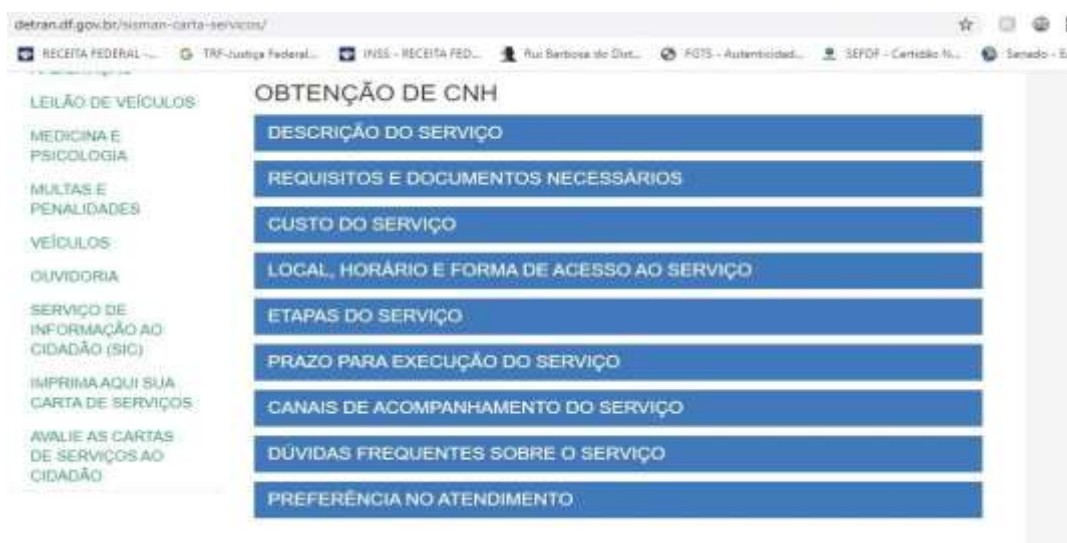 detran.df.gov.br/sisman-carta-servicos/
RECEITA FEDERAL -... TRF-Justiça Federal... INSS - RECEITA FED... Rui Barbosa do Dist... FGTS - Autenticidad... SEFDF - Certidão N... Senado - E
LEILÃO DE VEÍCULOS
MEDICINA E
PSICOLOGIA
MULTAS E
PENALIDADES
VEÍCULOS
OUVIDORIA
SERVIÇO DE
INFORMAÇÃO AO
CIDADÃO (SIC)
IMPRIMA AQUI SUA
CARTA DE SERVIÇOS
AVALIE AS CARTAS
DE SERVIÇOS AO
CIDADÃO
OBTENÇÃO DE CNH
DESCRIÇÃO DO SERVIÇO
REQUISITOS E DOCUMENTOS NECESSÁRIOS
CUSTO DO SERVIÇO
LOCAL, HORÁRIO E FORMA DE ACESSO AO SERVIÇO
ETAPAS DO SERVIÇO
PRAZO PARA EXECUÇÃO DO SERVIÇO
CANAIS DE ACOMPANHAMENTO DO SERVIÇO
DÚVIDAS FREQUENTES SOBRE O SERVIÇO
PREFERÊNCIA NO ATENDIMENTO